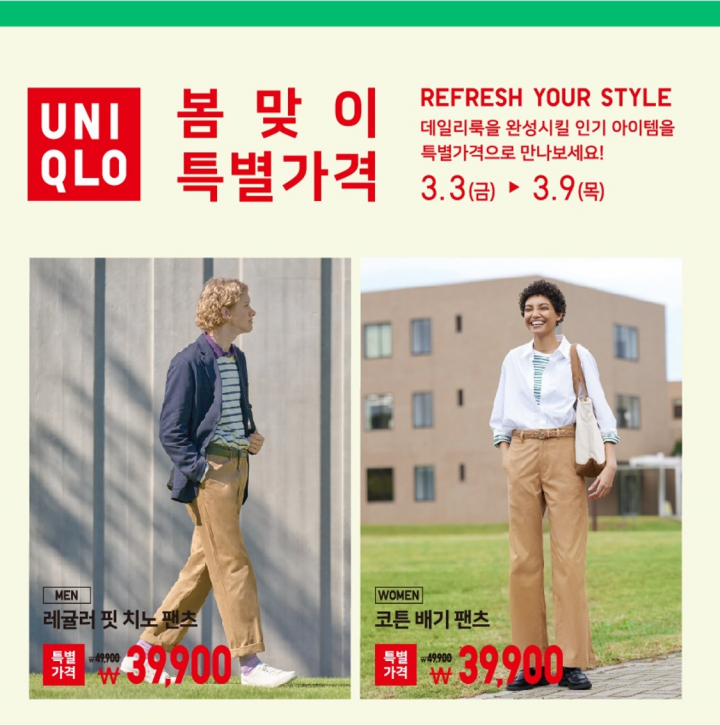 UNI
QLO
봄 맞 이
특별가격
REFRESH YOUR STYLE
데일리룩을 완성시킬 인기 아이템을
특별가격으로 만나보세요!
3.3(금) ▶ 3.9(목)
MEN
레귤러 핏 치노 팬츠
특별
가격
₩49,900
₩39,900
WOMEN
코튼 배기 팬츠
특별
가격
₩49,900
₩39,900